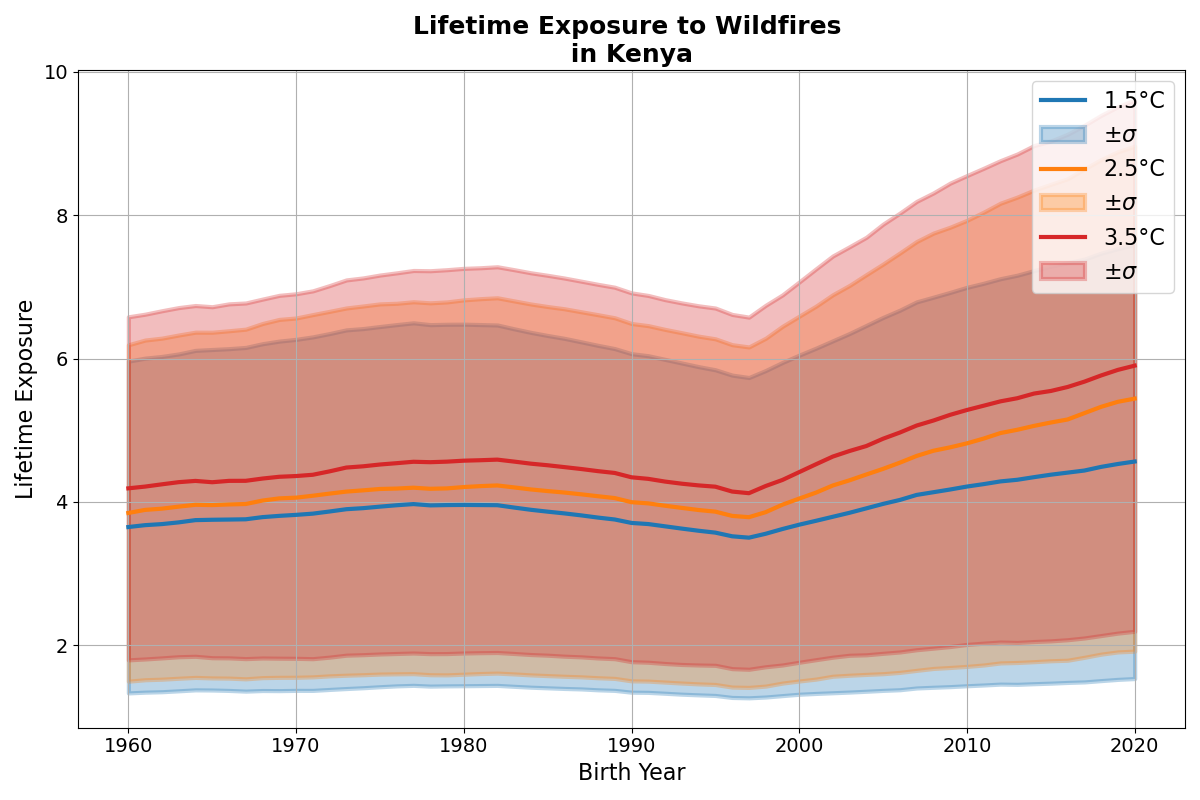 Lifetime Exposure to Wildfires
in Kenya
10
8
6
4
2
Lifetime Exposure
1.5°C
±σ
2.5°C
±σ
3.5°C
±σ
1960 1970 1980 1990 2000 2010 2020
Birth Year